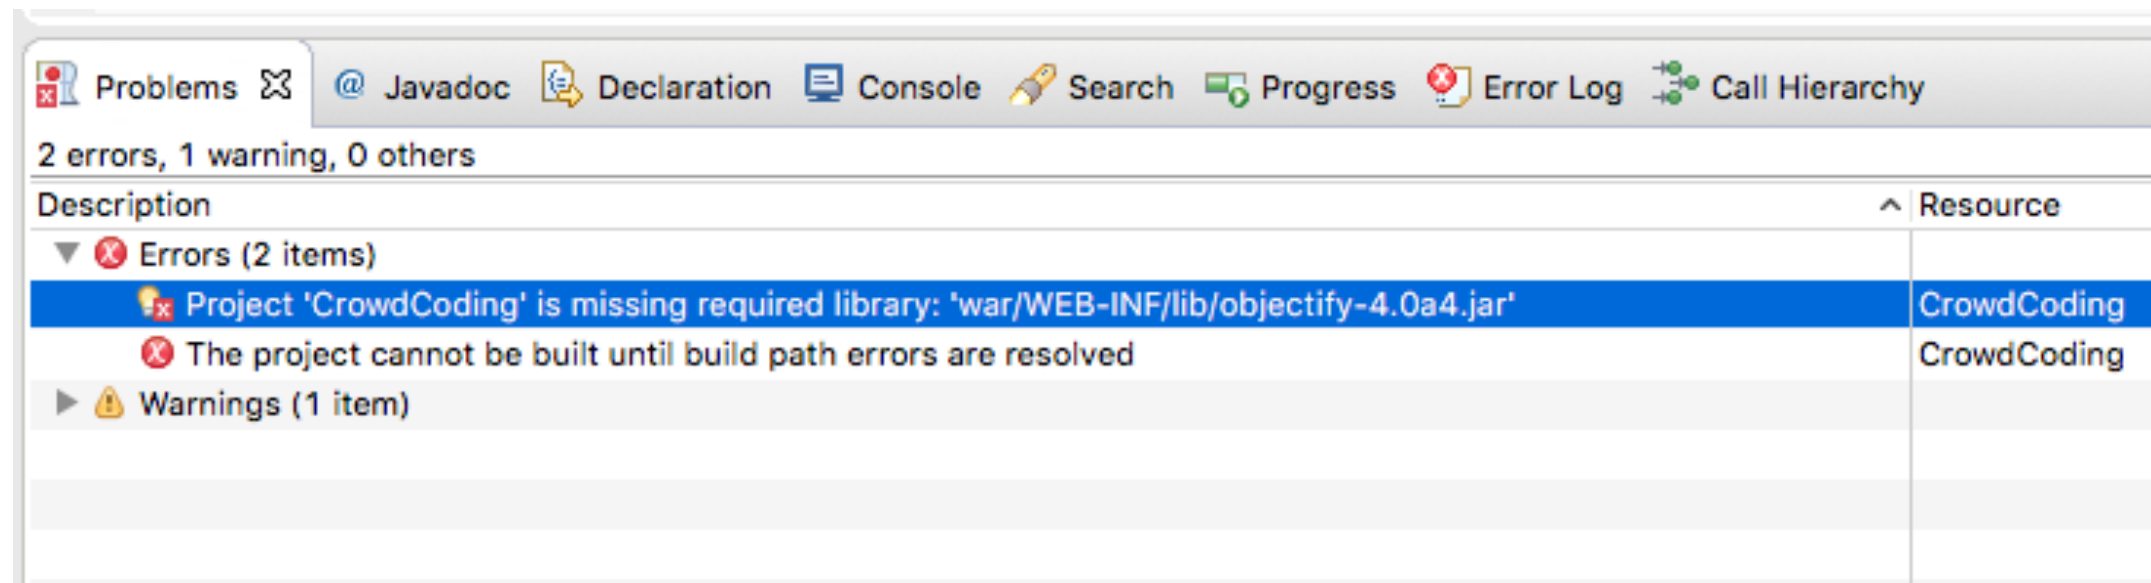 Problems Javadoc Declaration Console Search Progress Error Log Call Hierarchy
2 errors, 1 warning, 0 others
Description Resource
Errors (2 items)
Project 'CrowdCoding' is missing required library: 'war/WEB-INF/lib/objectify-4.0a4.jar' CrowdCoding
The project cannot be built until build path errors are resolved CrowdCoding
Warnings (1 item)